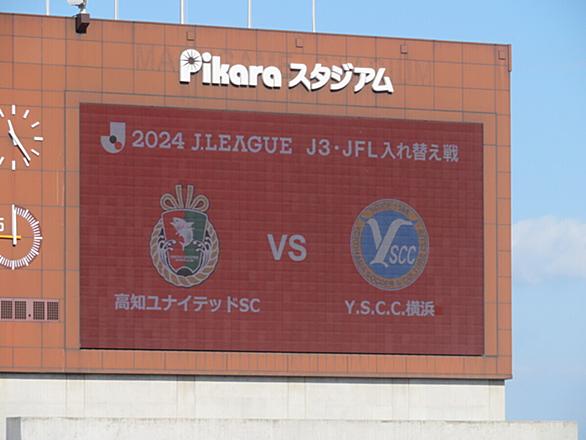 Pikara スタジアム
2024 J.LEAGUE J3・JFL入れ替え戦
VS
Y
SCC
高知ユナイテッドSC
Y.S.C.C.横浜